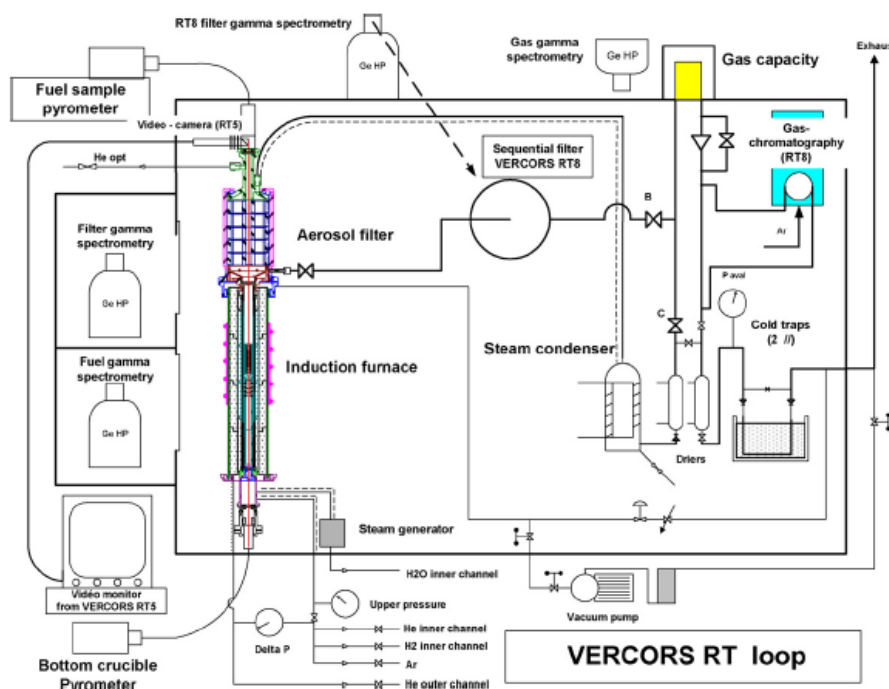 RT8 filter gamma spectrometry
Ge HP
Gas gamma
spectrometry
Ge HP
Gas capacity
Exhaus
Fuel sample
pyrometer
Video - camera (RT5)
He opt
Sequential filter
VERCORS RT8
Gas-
chromatography
(RT8)
Ar
B
Filter gamma
spectrometry
Ge HP
Aerosol filter
P aval
C
Cold traps
(2 //)
Steam condenser
Fuel gamma
spectrometry
Ge HP
Induction furnace
Driers
Steam generator
H2O inner channel
Vidéo monitor
from VERCORS RT5
Upper pressure
Vacuum pump
Delta P
He inner channel
H2 inner channel
Ar
He outer channel
Bottom crucible
Pyrometer
VERCORS RT loop